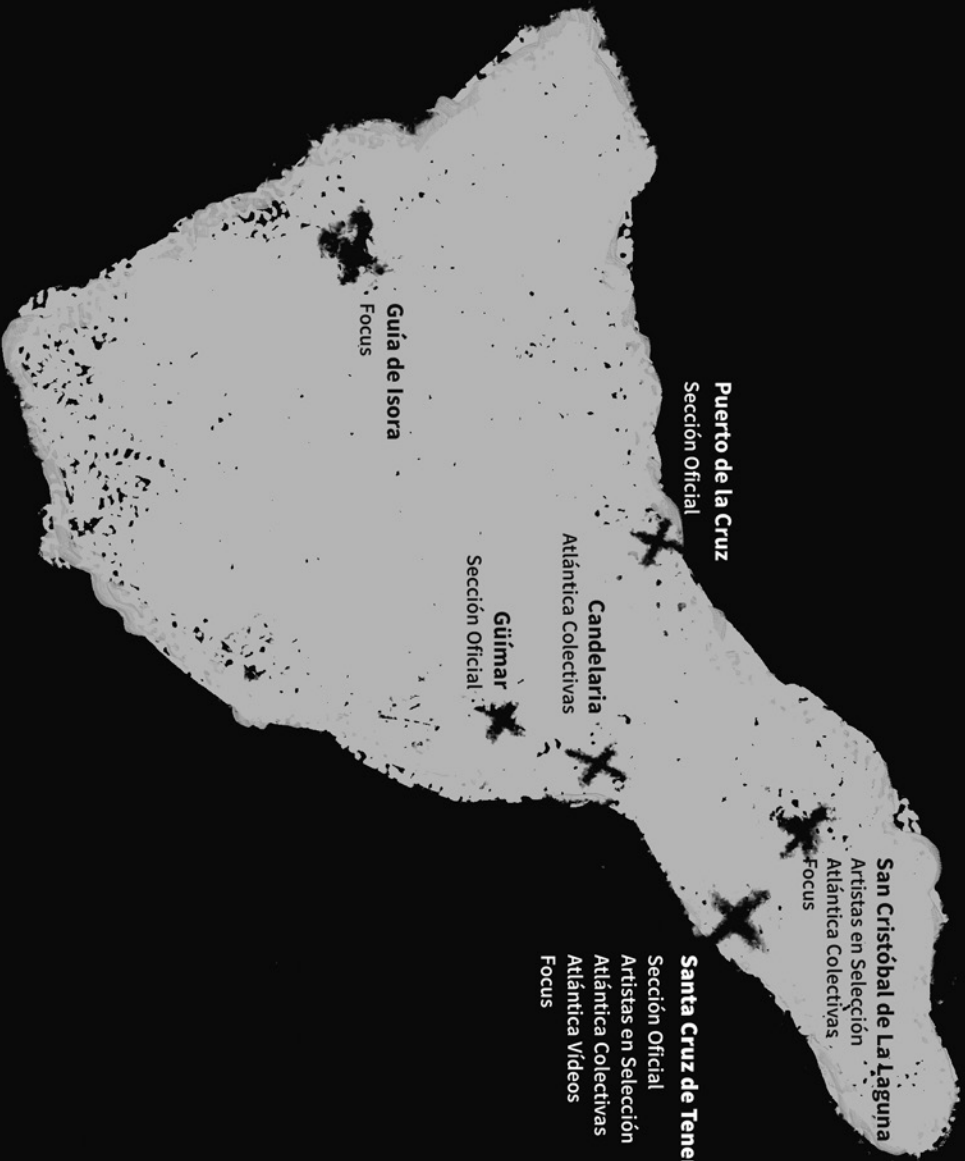 Guía de Isora
Focus
Puerto de la Cruz
Sección Oficial
Candelaria
Atlántica Colectivas
Güímar
Sección Oficial
San Cristóbal de La Laguna
Artistas en Selección
Atlántica Colectivas
Focus
Santa Cruz de Tene
Sección Oficial
Artistas en Selección
Atlántica Colectivas
Atlántica Vídeos
Focus